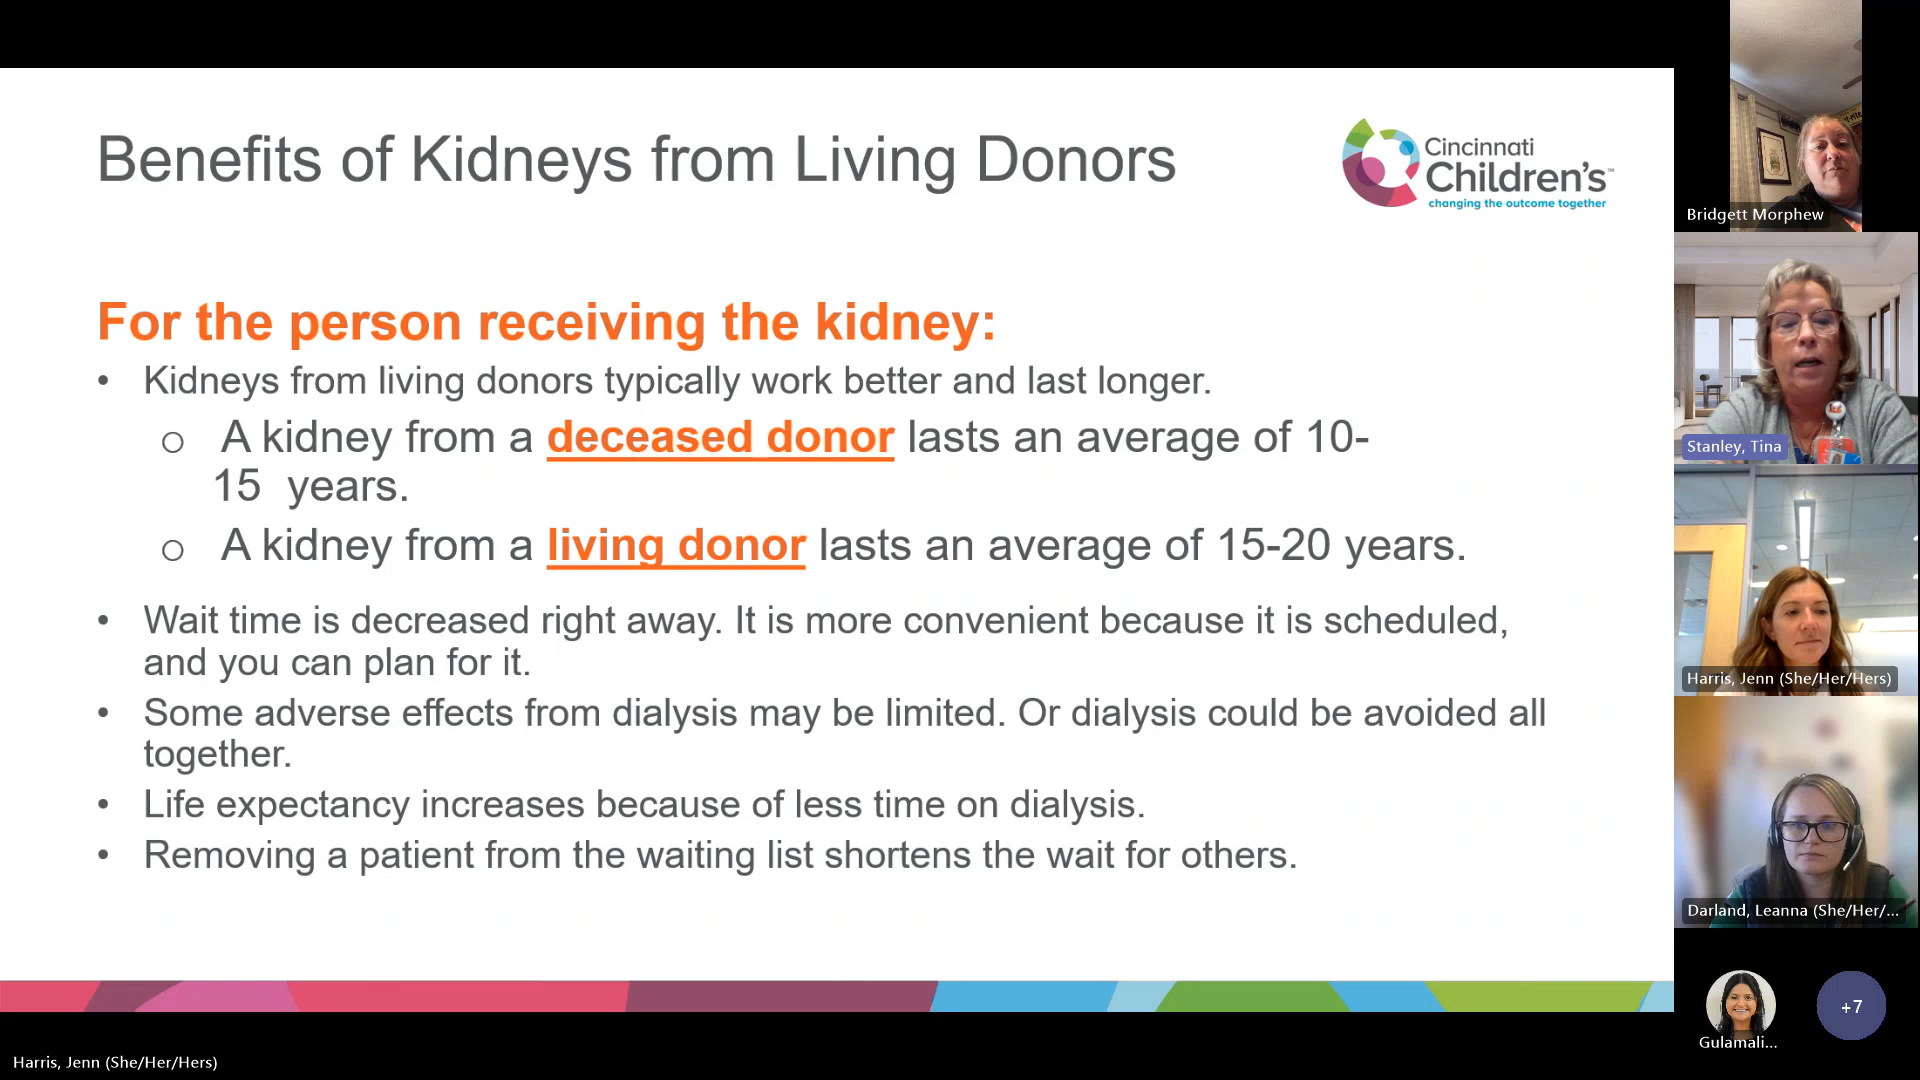 Benefits of Kidneys from Living Donors
Cincinnati
Children's™
changing the outcome together
For the person receiving the kidney:
• Kidneys from living donors typically work better and last longer.
o A kidney from a deceased donor lasts an average of 10-
15 years.
o A kidney from a living donor lasts an average of 15-20 years.
• Wait time is decreased right away. It is more convenient because it is scheduled,
and you can plan for it.
• Some adverse effects from dialysis may be limited. Or dialysis could be avoided all
together.
• Life expectancy increases because of less time on dialysis.
• Removing a patient from the waiting list shortens the wait for others.
Bridgett Morphew
Stanley, Tina
Harris, Jenn (She/Her/Hers)
Darland, Leanna (She/Her/...
Gulamali...
+7
Harris, Jenn (She/Her/Hers)